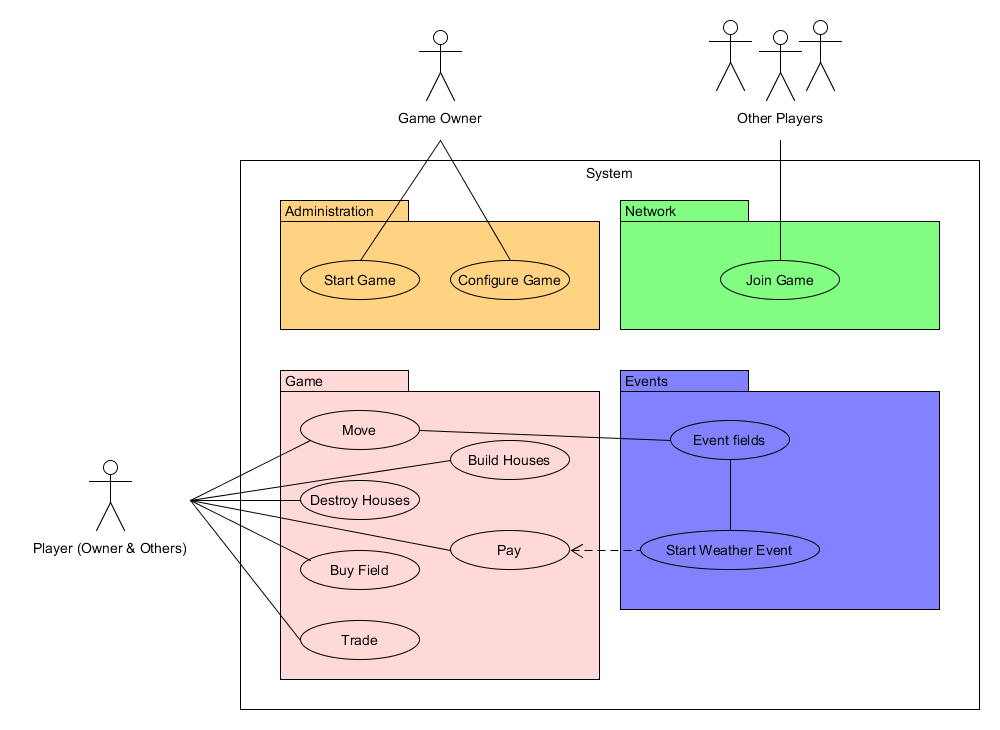 Game Owner
Other Players
System
Administration
Network
Start Game
Configure Game
Join Game
Game
Events
Move
Event fields
Build Houses
Destroy Houses
Player (Owner & Others)
Pay
Start Weather Event
Buy Field
Trade